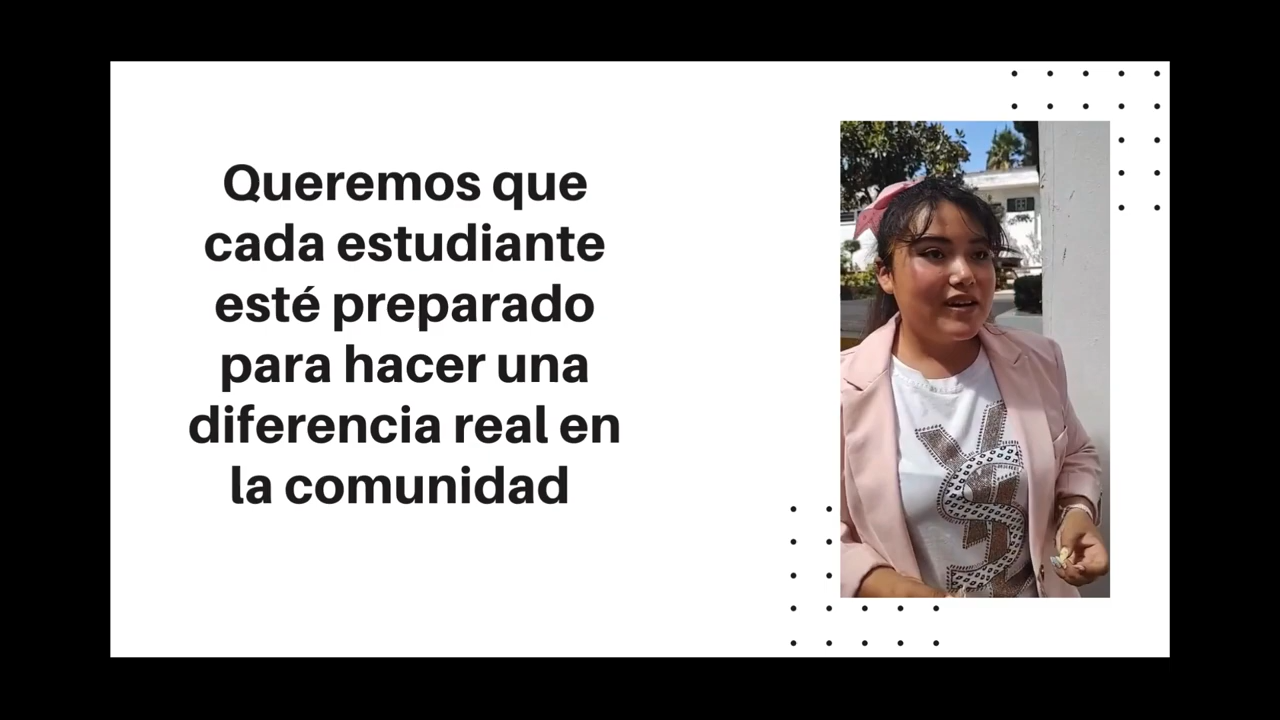 Queremos que
cada estudiante
esté preparado
para hacer una
diferencia real en
la comunidad